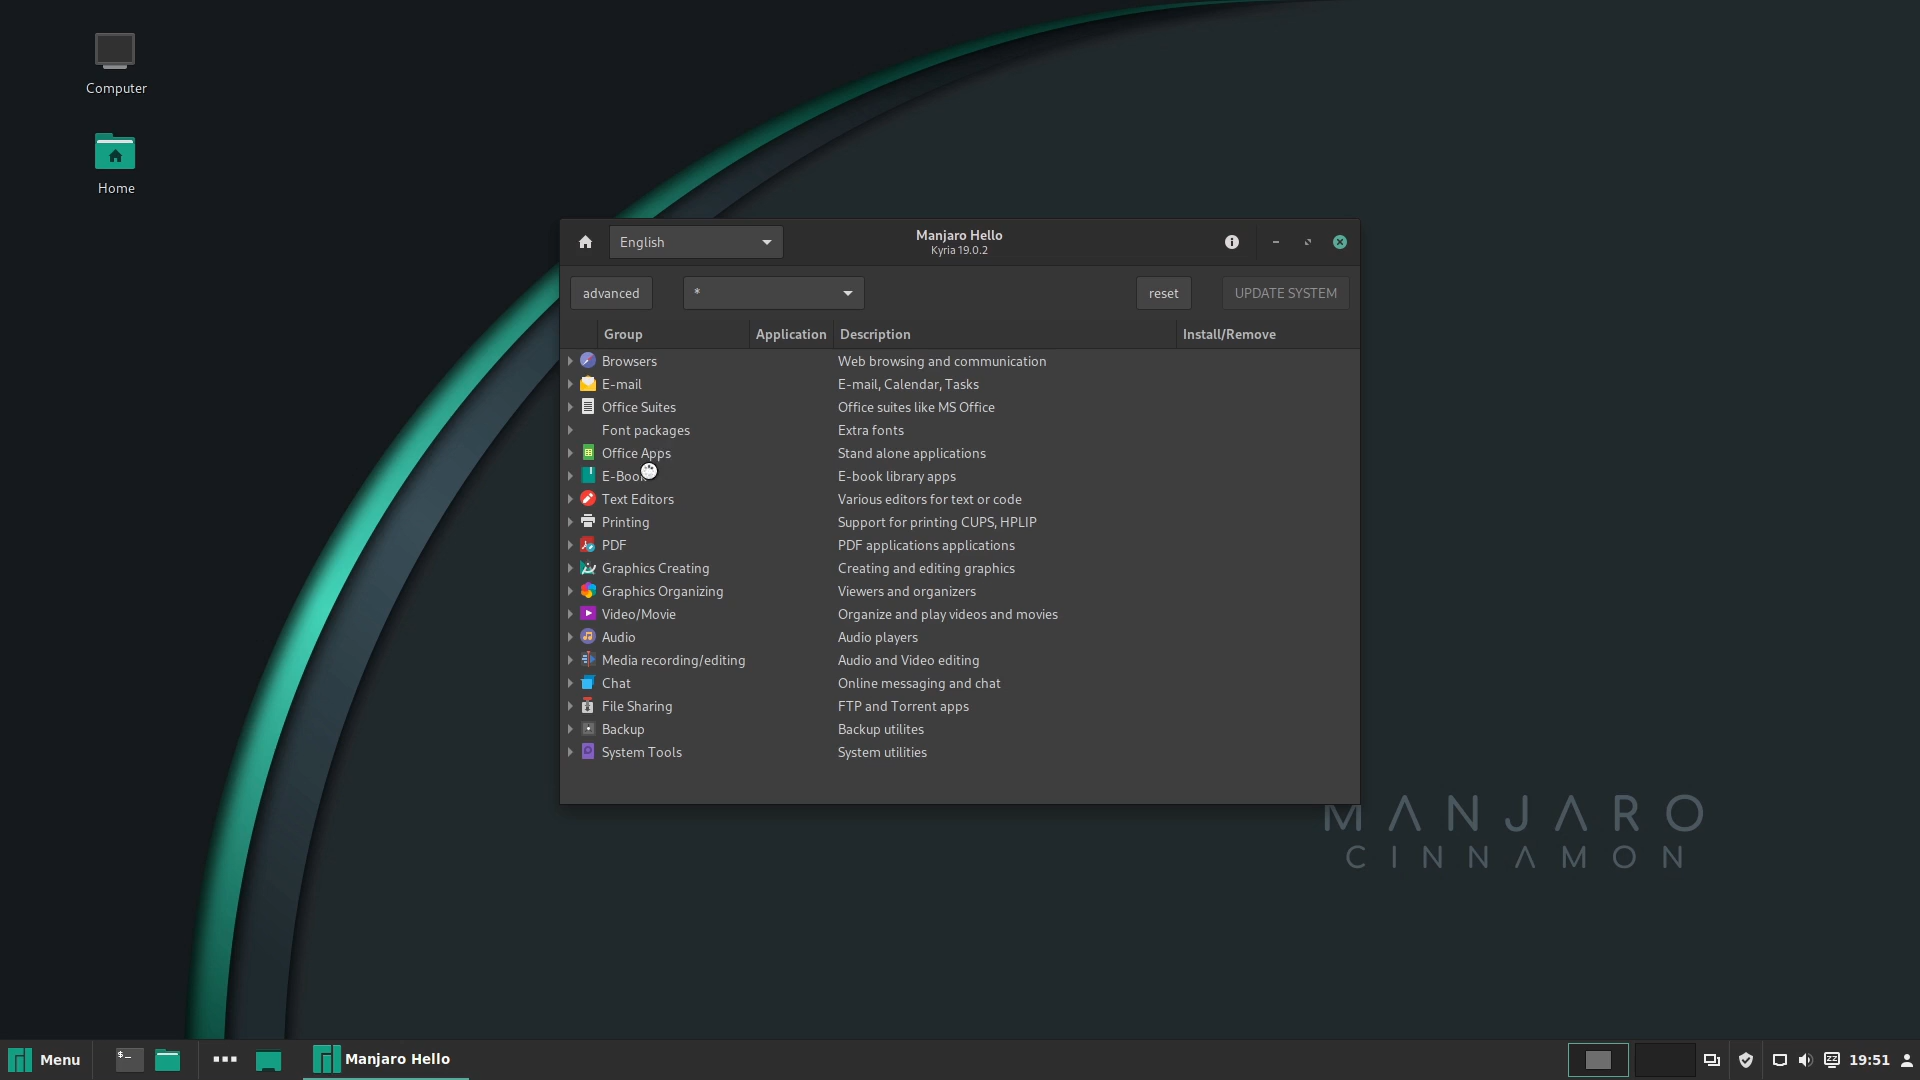 Computer
Home
English
Manjaro Hello
Kyria 19.0.2
advanced
*
reset
UPDATE SYSTEM
Group Application Description Install/Remove
Browsers Web browsing and communication
E-mail E-mail, Calendar, Tasks
Office Suites Office suites like MS Office
Font packages Extra fonts
Office Apps Stand alone applications
E-Book E-book library apps
Text Editors Various editors for text or code
Printing Support for printing CUPS, HPLIP
PDF PDF applications applications
Graphics Creating Creating and editing graphics
Graphics Organizing Viewers and organizers
Video/Movie Organize and play videos and movies
Audio Audio players
Media recording/editing Audio and Video editing
Chat Online messaging and chat
File Sharing FTP and Torrent apps
Backup Backup utilites
System Tools System utilities
MANJARO
CINNAMON
Menu
$-
Manjaro Hello
19:51